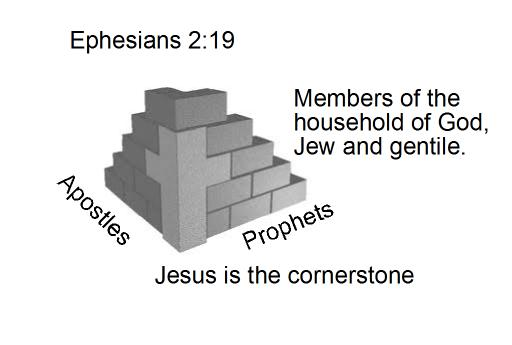 Ephesians 2:19
Members of the
household of God,
Jew and gentile.
Apostles
Prophets
Jesus is the cornerstone